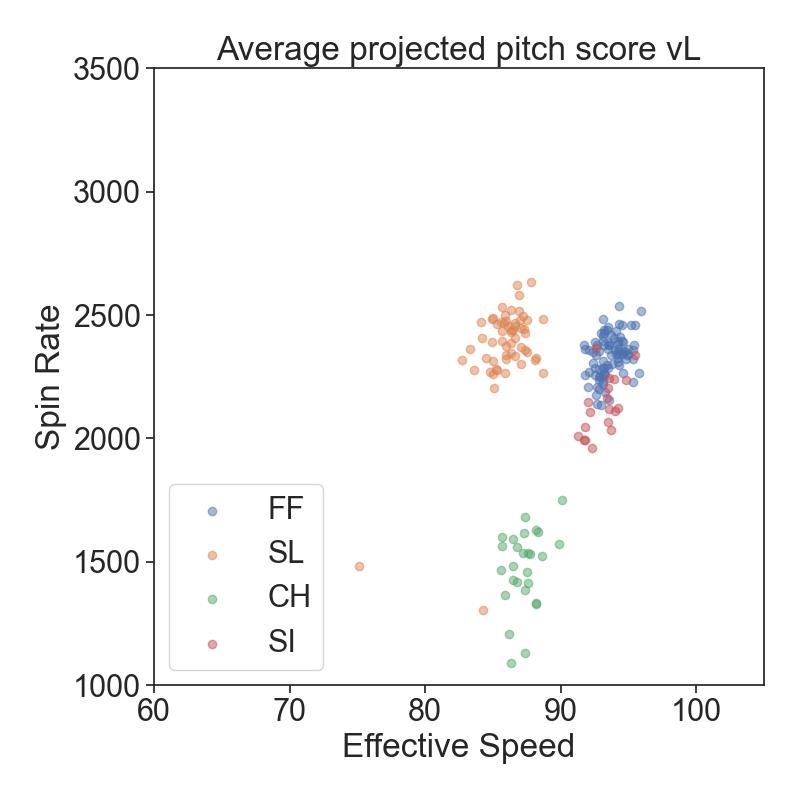 Average projected pitch score vL
3500
3000
2500
2000
1500
1000
Spin Rate
FF
SL
CH
SI
60 70 80 90 100
Effective Speed